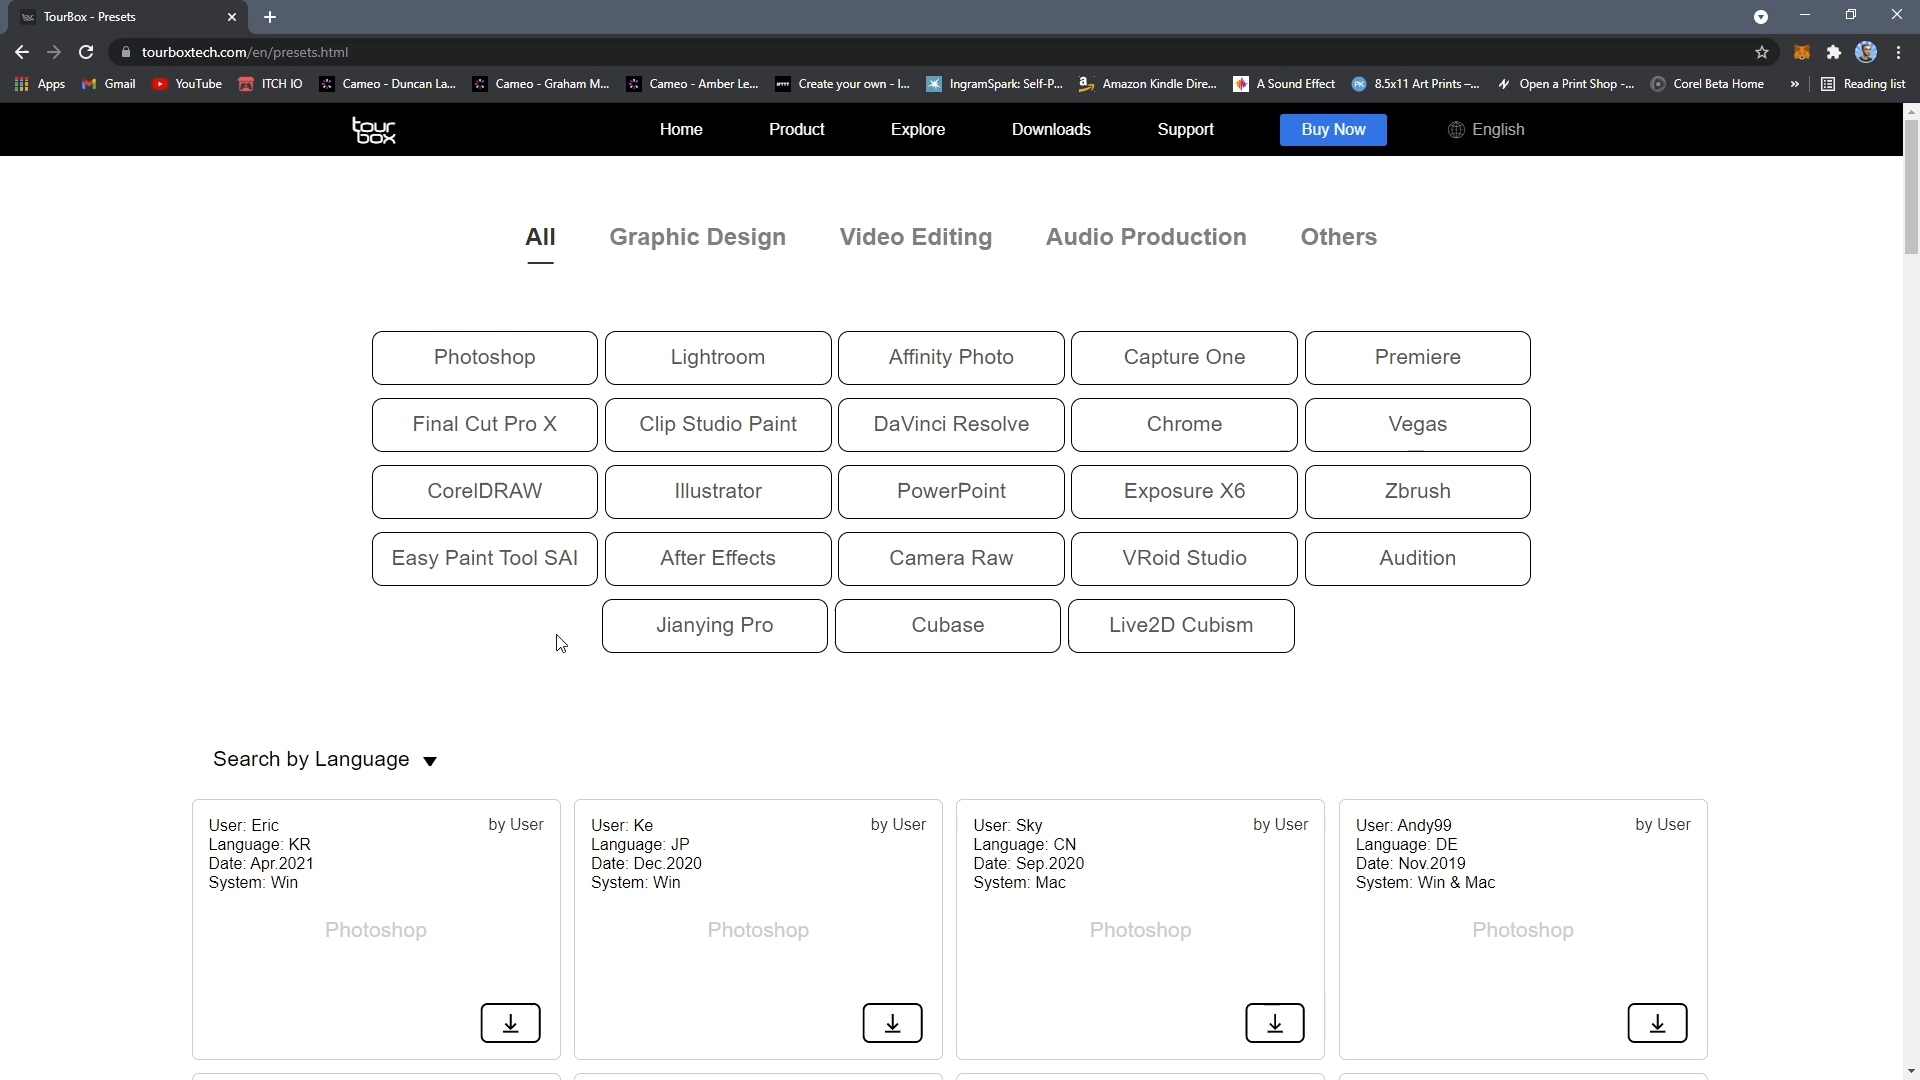 TourBox - Presets
tourboxtech.com/en/presets.html
Apps
Gmail
YouTube
ITCH IO
Cameo - Duncan La...
Cameo - Graham M...
Cameo - Amber Le...
Create your own - I...
IngramSpark: Self-P...
Amazon Kindle Dire...
A Sound Effect
8.5x11 Art Prints –...
Open a Print Shop -...
Corel Beta Home
»
Reading list
tour
box
Home
Product
Explore
Downloads
Support
Buy Now
English
All
Graphic Design
Video Editing
Audio Production
Others
Photoshop
Lightroom
Affinity Photo
Capture One
Premiere
Final Cut Pro X
Clip Studio Paint
DaVinci Resolve
Chrome
Vegas
CorelDRAW
Illustrator
PowerPoint
Exposure X6
Zbrush
Easy Paint Tool SAI
After Effects
Camera Raw
VRoid Studio
Audition
Jianying Pro
Cubase
Live2D Cubism
Search by Language
User: Eric
by User
Language: KR
Date: Apr.2021
System: Win
Photoshop
User: Ke
by User
Language: JP
Date: Dec.2020
System: Win
Photoshop
User: Sky
by User
Language: CN
Date: Sep.2020
System: Mac
Photoshop
User: Andy99
by User
Language: DE
Date: Nov.2019
System: Win & Mac
Photoshop